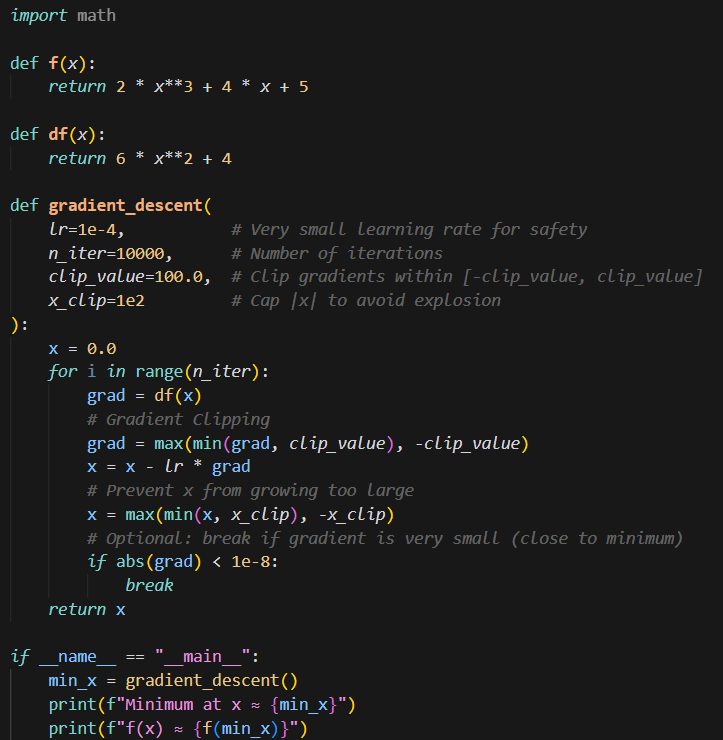 import math

def f(x):
    return 2 * x**3 + 4 * x + 5

def df(x):
    return 6 * x**2 + 4

def gradient_descent(
    lr=1e-4,           # Very small learning rate for safety
    n_iter=10000,      # Number of iterations
    clip_value=100.0,  # Clip gradients within [-clip_value, clip_value]
    x_clip=1e2         # Cap |x| to avoid explosion
):
    x = 0.0
    for i in range(n_iter):
        grad = df(x)
        # Gradient Clipping
        grad = max(min(grad, clip_value), -clip_value)
        x = x - lr * grad
        # Prevent x from growing too large
        x = max(min(x, x_clip), -x_clip)
        # Optional: break if gradient is very small (close to minimum)
        if abs(grad) < 1e-8:
            break
    return x

if __name__ == "__main__":
    min_x = gradient_descent()
    print(f"Minimum at x ≈ {min_x}")
    print(f"f(x) ≈ {f(min_x)}")